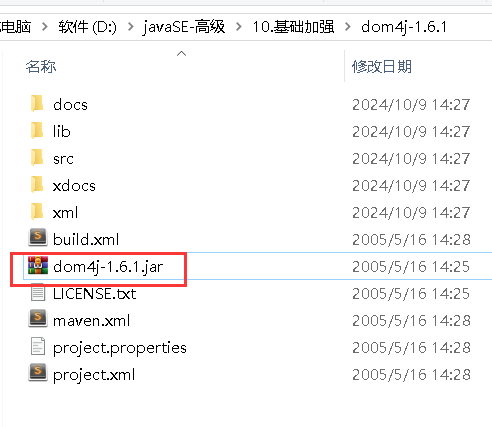 电脑 > 软件 (D:) > javaSE-高级 > 10.基础加强 > dom4j-1.6.1
名称 修改日期
docs 2024/10/9 14:27
lib 2024/10/9 14:27
src 2024/10/9 14:27
xdocs 2024/10/9 14:27
xml 2024/10/9 14:27
build.xml 2005/5/16 14:28
dom4j-1.6.1.jar 2005/5/16 14:25
LICENSE.txt 2005/5/16 14:25
maven.xml 2005/5/16 14:28
project.properties 2005/5/16 14:28
project.xml 2005/5/16 14:28